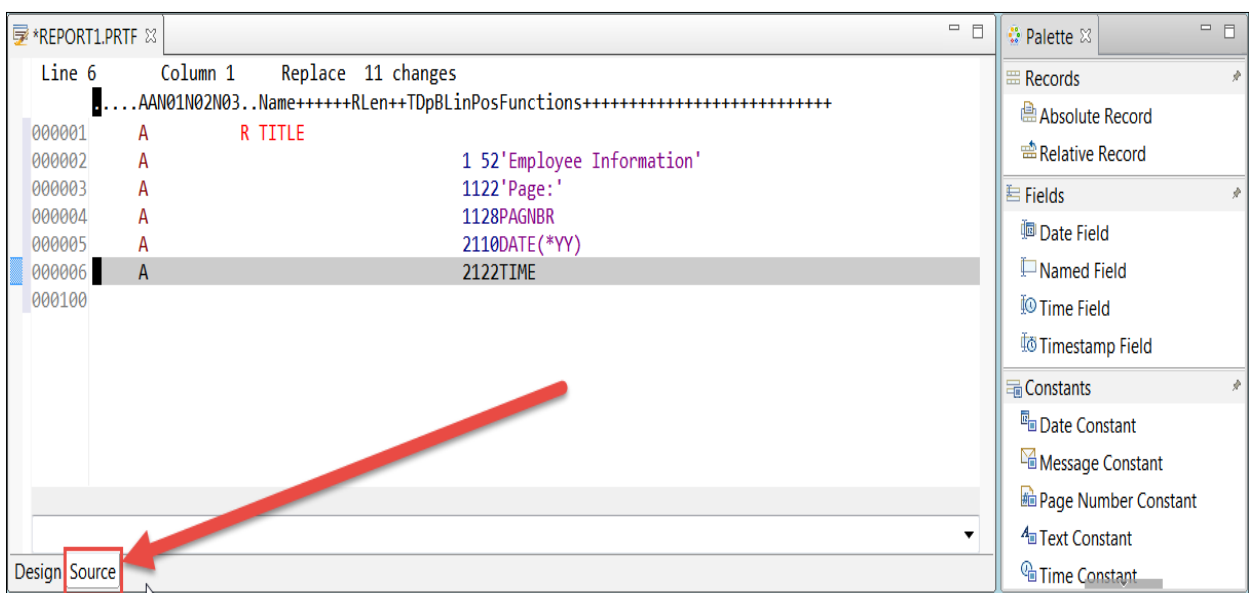 *REPORT1.PRTF
Line 6 Column 1 Replace 11 changes
.....AAN01N02N03..Name++++++RLen++TDpBLinPosFunctions+++++++++++++++++++++++++++
000001 A R TITLE
000002 A 1 52'Employee Information'
000003 A 1122'Page:'
000004 A 1128PAGNBR
000005 A 2110DATE(*YY)
000006 A 2122TIME
000100
Design Source
Palette
Records
Absolute Record
Relative Record
Fields
Date Field
Named Field
Time Field
Timestamp Field
Constants
Date Constant
Message Constant
Page Number Constant
Text Constant
Time Constant